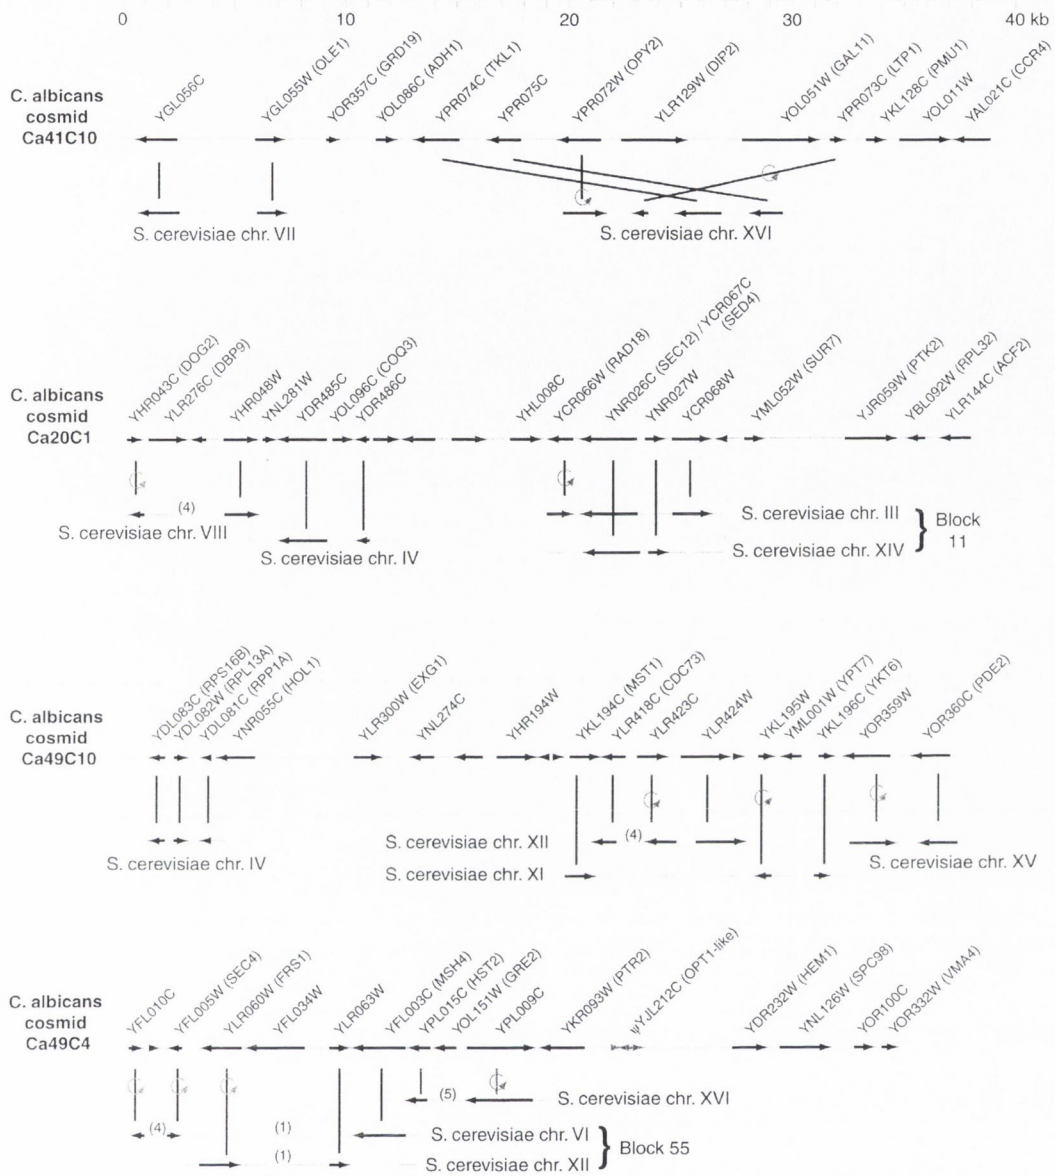 0 10 20 30 40 kb
C. albicans
cosmid
Ca41C10
YGL056C
YGL055W (OLE1)
YOR357C (GRD19)
YOL086C (ADH1)
YPR074C (TKL1)
YPR075C
YPR072W (OPY2)
YLR129W (DIP2)
YOL051W (GAL11)
YPR073C (LTP1)
YKL128C (PMU1)
YOL011W
YAL021C (CCR4)
S. cerevisiae chr. VII
S. cerevisiae chr. XVI
C. albicans
cosmid
Ca20C1
YHR043C (DOG2)
YLR276C (DBP9)
YHR048W
YNL281W
YDR485C
YOL096C (COQ3)
YDR486C
YHL008C
YCR066W (RAD18)
YNR026C (SEC12) / YCR067C
(SED4)
YNR027W
YCR068W
YML052W (SUR7)
YJR059W (PTK2)
YBL092W (RPL32)
YLR144C (ACF2)
(4)
S. cerevisiae chr. VIII
S. cerevisiae chr. IV
S. cerevisiae chr. III
S. cerevisiae chr. XIV
Block
11
C. albicans
cosmid
Ca49C10
YDL083C (RPS16B)
YDL082W (RPL13A)
YDL081C (RPP1A)
YNR055C (HOL1)
YLR300W (EXG1)
YNL274C
YHR194W
YKL194C (MST1)
YLR418C (CDC73)
YLR423C
YLR424W
YKL195W
YML001W (YPT7)
YKL196C (YKT6)
YOR359W
YOR360C (PDE2)
S. cerevisiae chr. IV
S. cerevisiae chr. XII
(4)
S. cerevisiae chr. XI
S. cerevisiae chr. XV
C. albicans
cosmid
Ca49C4
YFL010C
YFL005W (SEC4)
YLR060W (FRS1)
YFL034W
YLR063W
YFL003C (MSH4)
YPL015C (HST2)
YOL151W (GRE2)
YPL009C
YKR093W (PTR2)
ψYJL212C (OPT1-like)
YDR232W (HEM1)
YNL126W (SPC98)
YOR100C
YOR332W (VMA4)
(5)
S. cerevisiae chr. XVI
(4)
(1)
S. cerevisiae chr. VI
(1)
S. cerevisiae chr. XII
Block 55